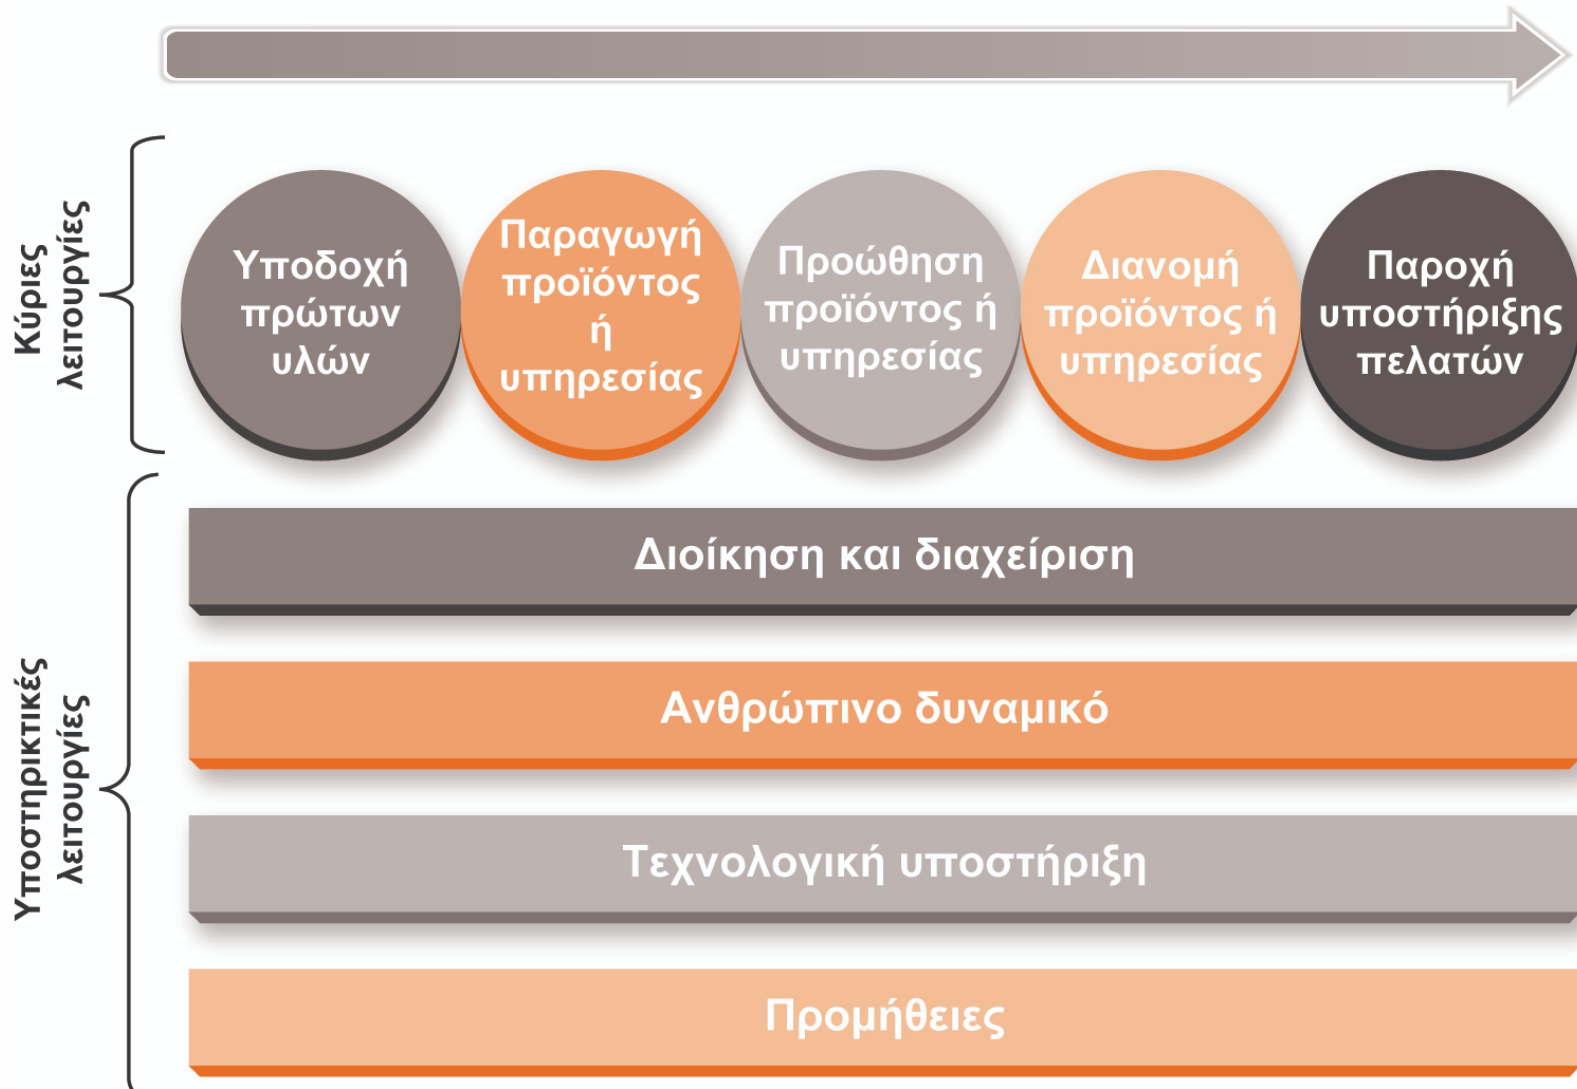 Κύριες
λειτουργίες
Υποδοχή
πρώτων
υλών
Παραγωγή
προϊόντος
ή
υπηρεσίας
Προώθηση
προϊόντος ή
υπηρεσίας
Διανομή
προϊόντος ή
υπηρεσίας
Παροχή
υποστήριξης
πελατών
Υποστηρικτικές
λειτουργίες
Διοίκηση και διαχείριση
Ανθρώπινο δυναμικό
Τεχνολογική υποστήριξη
Προμήθειες